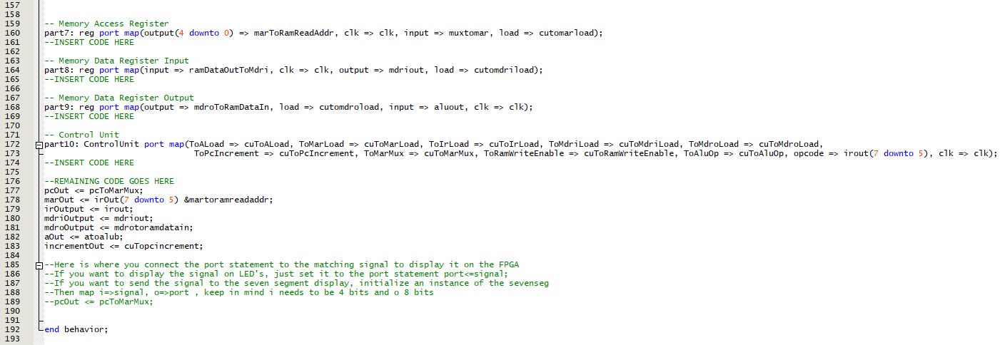 157
158
159 -- Memory Access Register
160 part7: reg port map(output(4 downto 0) => marToRamReadAddr, clk => clk, input => muxtomar, load => cutomarload);
161 --INSERT CODE HERE
162
163 -- Memory Data Register Input
164 part8: reg port map(input => ramDataOutToMdri, clk => clk, output => mdriout, load => cutomdriload);
165 --INSERT CODE HERE
166
167 -- Memory Data Register Output
168 part9: reg port map(output => mdroToRamDataIn, load => cutomdroload, input => aluout, clk => clk);
169 --INSERT CODE HERE
170
171 -- Control Unit
172 part10: ControlUnit port map(ToALoad => cuToALoad, ToMarLoad => cuToMarLoad, ToIrLoad => cuToIrLoad, ToMdriLoad => cuToMdriLoad, ToMdroLoad => cuToMdroLoad,
173 ToPcIncrement => cuToPcIncrement, ToMarMux => cuToMarMux, ToRamWriteEnable => cuToRamWriteEnable, ToAluOp => cuToAluOp, opcode => irout(7 downto 5), clk => clk);
174 --INSERT CODE HERE
175
176 --REMAINING CODE GOES HERE
177 pcOut <= pcToMarMux;
178 marOut <= irOut(7 downto 5) &martoramreadaddr;
179 irOutput <= irout;
180 mdriOutput <= mdriout;
181 mdroOutput <= mdrotoramdatain;
182 aOut <= atoalub;
183 incrementOut <= cuTopcincrement;
184
185 --Here is where you connect the port statement to the matching signal to display it on the FPGA
186 --If you want to display the signal on LED's, just set it to the port statement port<=signal;
187 --If you want to send the signal to the seven segment display, initialize an instance of the sevenseg
188 --Then map i=>signal, o=>port , keep in mind i needs to be 4 bits and o 8 bits
189 --pcOut <= pcToMarMux;
190
191
192 end behavior;
193